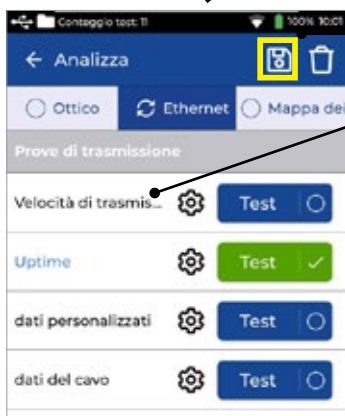 Conteggio test: 11 100% 10:01
Analizza
Ottico Ethernet Mappa dei
Prove di trasmissione
Velocità di trasmis... Test
Uptime Test
dati personalizzati Test
dati del cavo Test